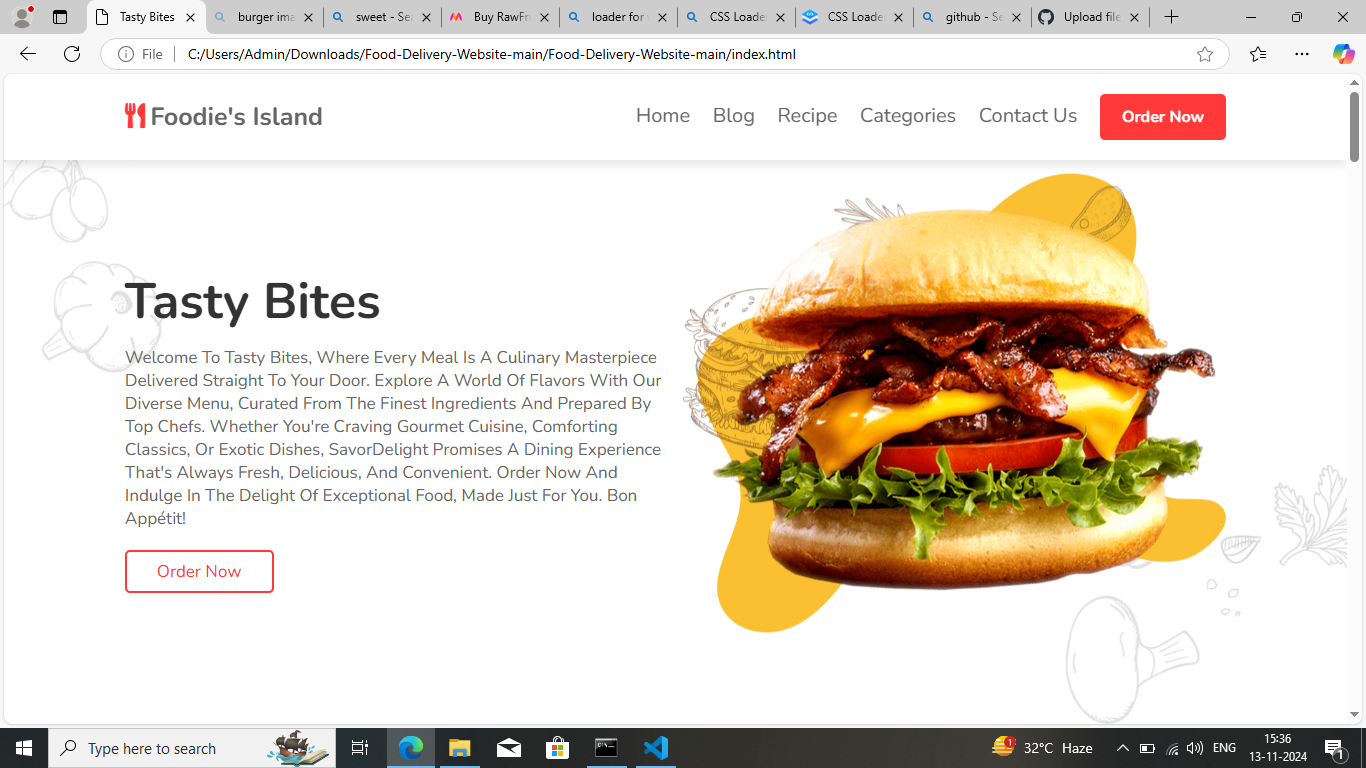 Tasty Bites
burger ima
sweet - Sea
Buy RawFr
loader for w
CSS Loade
CSS Loade
github - Se
Upload file
File
C:/Users/Admin/Downloads/Food-Delivery-Website-main/Food-Delivery-Website-main/index.html
Foodie's Island
Home Blog Recipe Categories Contact Us Order Now
Tasty Bites
Welcome To Tasty Bites, Where Every Meal Is A Culinary Masterpiece
Delivered Straight To Your Door. Explore A World Of Flavors With Our
Diverse Menu, Curated From The Finest Ingredients And Prepared By
Top Chefs. Whether You're Craving Gourmet Cuisine, Comforting
Classics, Or Exotic Dishes, SavorDelight Promises A Dining Experience
That's Always Fresh, Delicious, And Convenient. Order Now And
Indulge In The Delight Of Exceptional Food, Made Just For You. Bon
Appétit!
Order Now
Type here to search
1
32°C Haze
ENG
15:36
13-11-2024
1